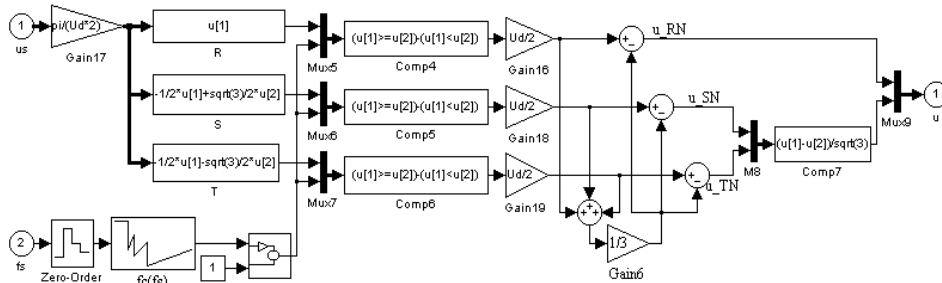 1
us
pi/(Ud*2)
Gain17
u[1]
R
-1/2*u[1]+sqrt(3)/2*u[2]
S
-1/2*u[1]-sqrt(3)/2*u[2]
T
2
fs
Zero-Order
fc(fs)
1
Mux5
Mux6
Mux7
(u[1]>=u[2])-(u[1]<u[2])
Comp4
(u[1]>=u[2])-(u[1]<u[2])
Comp5
(u[1]>=u[2])-(u[1]<u[2])
Comp6
Ud/2
Gain16
Ud/2
Gain18
Ud/2
Gain19
1/3
Gain6
u_RN
u_SN
u_TN
M8
(u[1]-u[2])/sqrt(3)
Comp7
Mux9
1
u